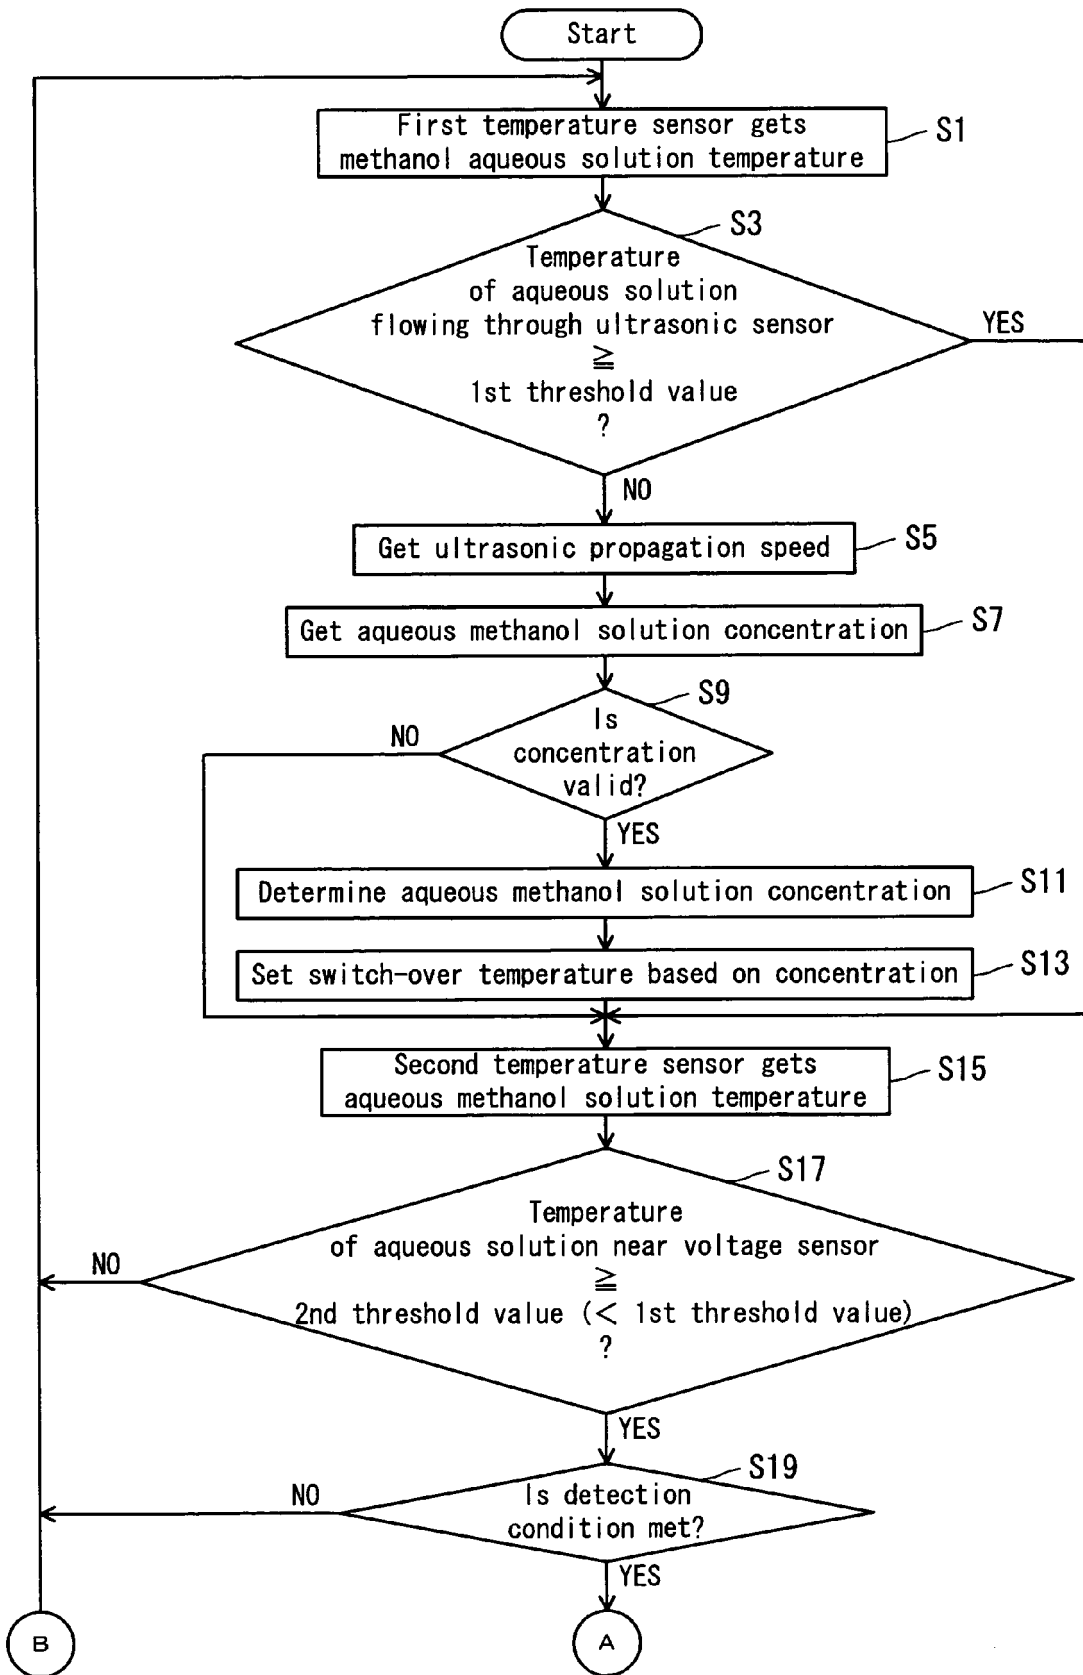 Start
First temperature sensor gets
methanol aqueous solution temperature
S1
S3
Temperature
of aqueous solution
flowing through ultrasonic sensor
≧
1st threshold value
?
YES
NO
Get ultrasonic propagation speed
S5
Get aqueous methanol solution concentration
S7
S9
Is
concentration
valid?
NO
YES
Determine aqueous methanol solution concentration
S11
Set switch-over temperature based on concentration
S13
Second temperature sensor gets
aqueous methanol solution temperature
S15
S17
Temperature
of aqueous solution near voltage sensor
≧
2nd threshold value (< 1st threshold value)
?
NO
YES
S19
Is detection
condition met?
NO
YES
B
A